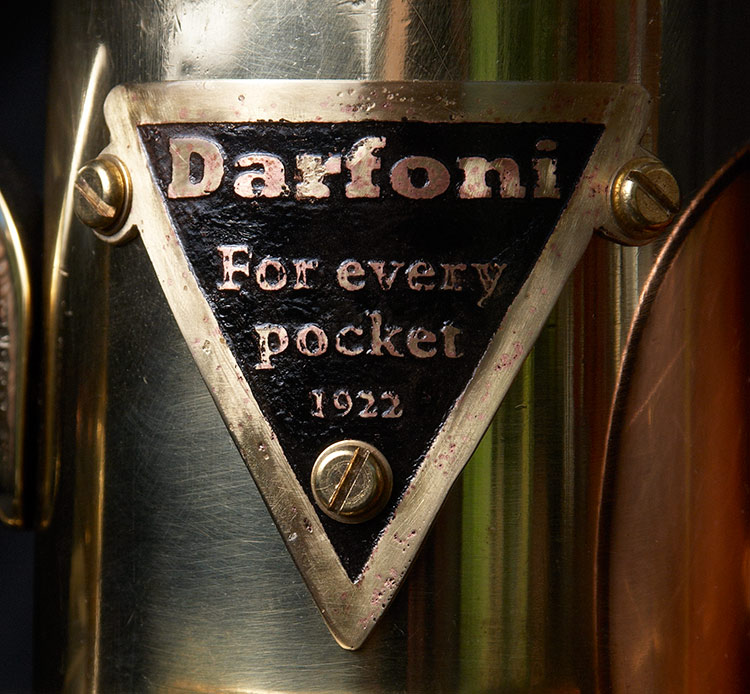 Darfoni
For every
pocket
1922